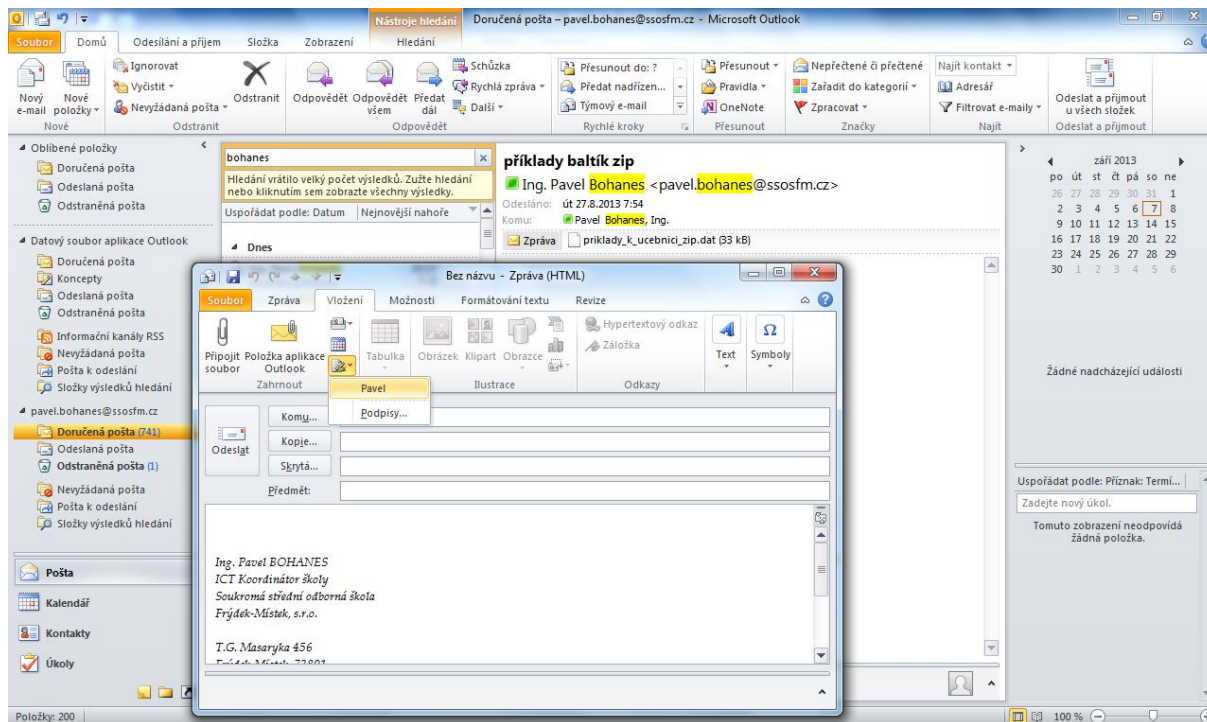 Nástroje hledání
Doručená pošta – pavel.bohanes@ssosfm.cz - Microsoft Outlook
Soubor Domů Odesílání a příjem Složka Zobrazení Hledání
Nový e-mail
Nové položky
Nové
Ignorovat
Vyčistit
Nevyžádaná pošta
Odstranit
Odstranit
Odpovědět
Odpovědět všem
Předat dál
Schůzka
Rychlá zpráva
Další
Odpovědět
Přesunout do: ?
Předat nadřízen...
Týmový e-mail
Rychlé kroky
Přesunout
Pravidla
OneNote
Přesunout
Nepřečtené či přečtené
Zařadit do kategorií
Zpracovat
Značky
Najít kontakt
Adresář
Filtrovat e-maily
Najít
Odeslat a přijmout
u všech složek
Odeslat a přijmout
Oblíbené položky
Doručená pošta
Odeslaná pošta
Odstraněná pošta
Datový soubor aplikace Outlook
Doručená pošta
Koncepty
Odeslaná pošta
Odstraněná pošta
Informační kanály RSS
Nevyžádaná pošta
Pošta k odeslání
Složky výsledků hledání
pavel.bohanes@ssosfm.cz
Doručená pošta (741)
Odeslaná pošta
Odstraněná pošta (1)
Nevyžádaná pošta
Pošta k odeslání
Složky výsledků hledání
Pošta
Kalendář
Kontakty
Úkoly
Položky: 200
bohanes
Hledání vrátilo velký počet výsledků. Zužte hledání
nebo kliknutím sem zobrazte všechny výsledky.
Uspořádat podle: Datum Nejnovější nahoře
Dnes
příklady baltík zip
Ing. Pavel Bohanes <pavel.bohanes@ssosfm.cz>
Odesláno: út 27.8.2013 7:54
Komu: Pavel Bohanes, Ing.
Zpráva priklady_k_ucebnici_zip.dat (33 kB)
Bez názvu - Zpráva (HTML)
Soubor Zpráva Vložení Možnosti Formátování textu Revize
Připojit soubor
Položka aplikace Outlook
Zahrnout
Tabulka
Obrázek Klipart Obrazce
Ilustrace
Hypertextový odkaz
Záložka
Odkazy
Text
Symboly
Pavel
Podpisy...
Odeslat
Komu...
Kopie...
Skrytá...
Předmět:
Ing. Pavel BOHANES
ICT Koordinátor školy
Soukromá střední odborná škola
Frýdek-Místek, s.r.o.
T.G. Masaryka 456
Frýdek-Místek, 73801
září 2013
po út st čt pá so ne
26 27 28 29 30 31 1
2 3 4 5 6 7 8
9 10 11 12 13 14 15
16 17 18 19 20 21 22
23 24 25 26 27 28 29
30 1 2 3 4 5 6
Žádné nadcházející události
Uspořádat podle: Příznak: Termí...
Zadejte nový úkol.
Tomuto zobrazení neodpovídá
žádná položka.
100 %